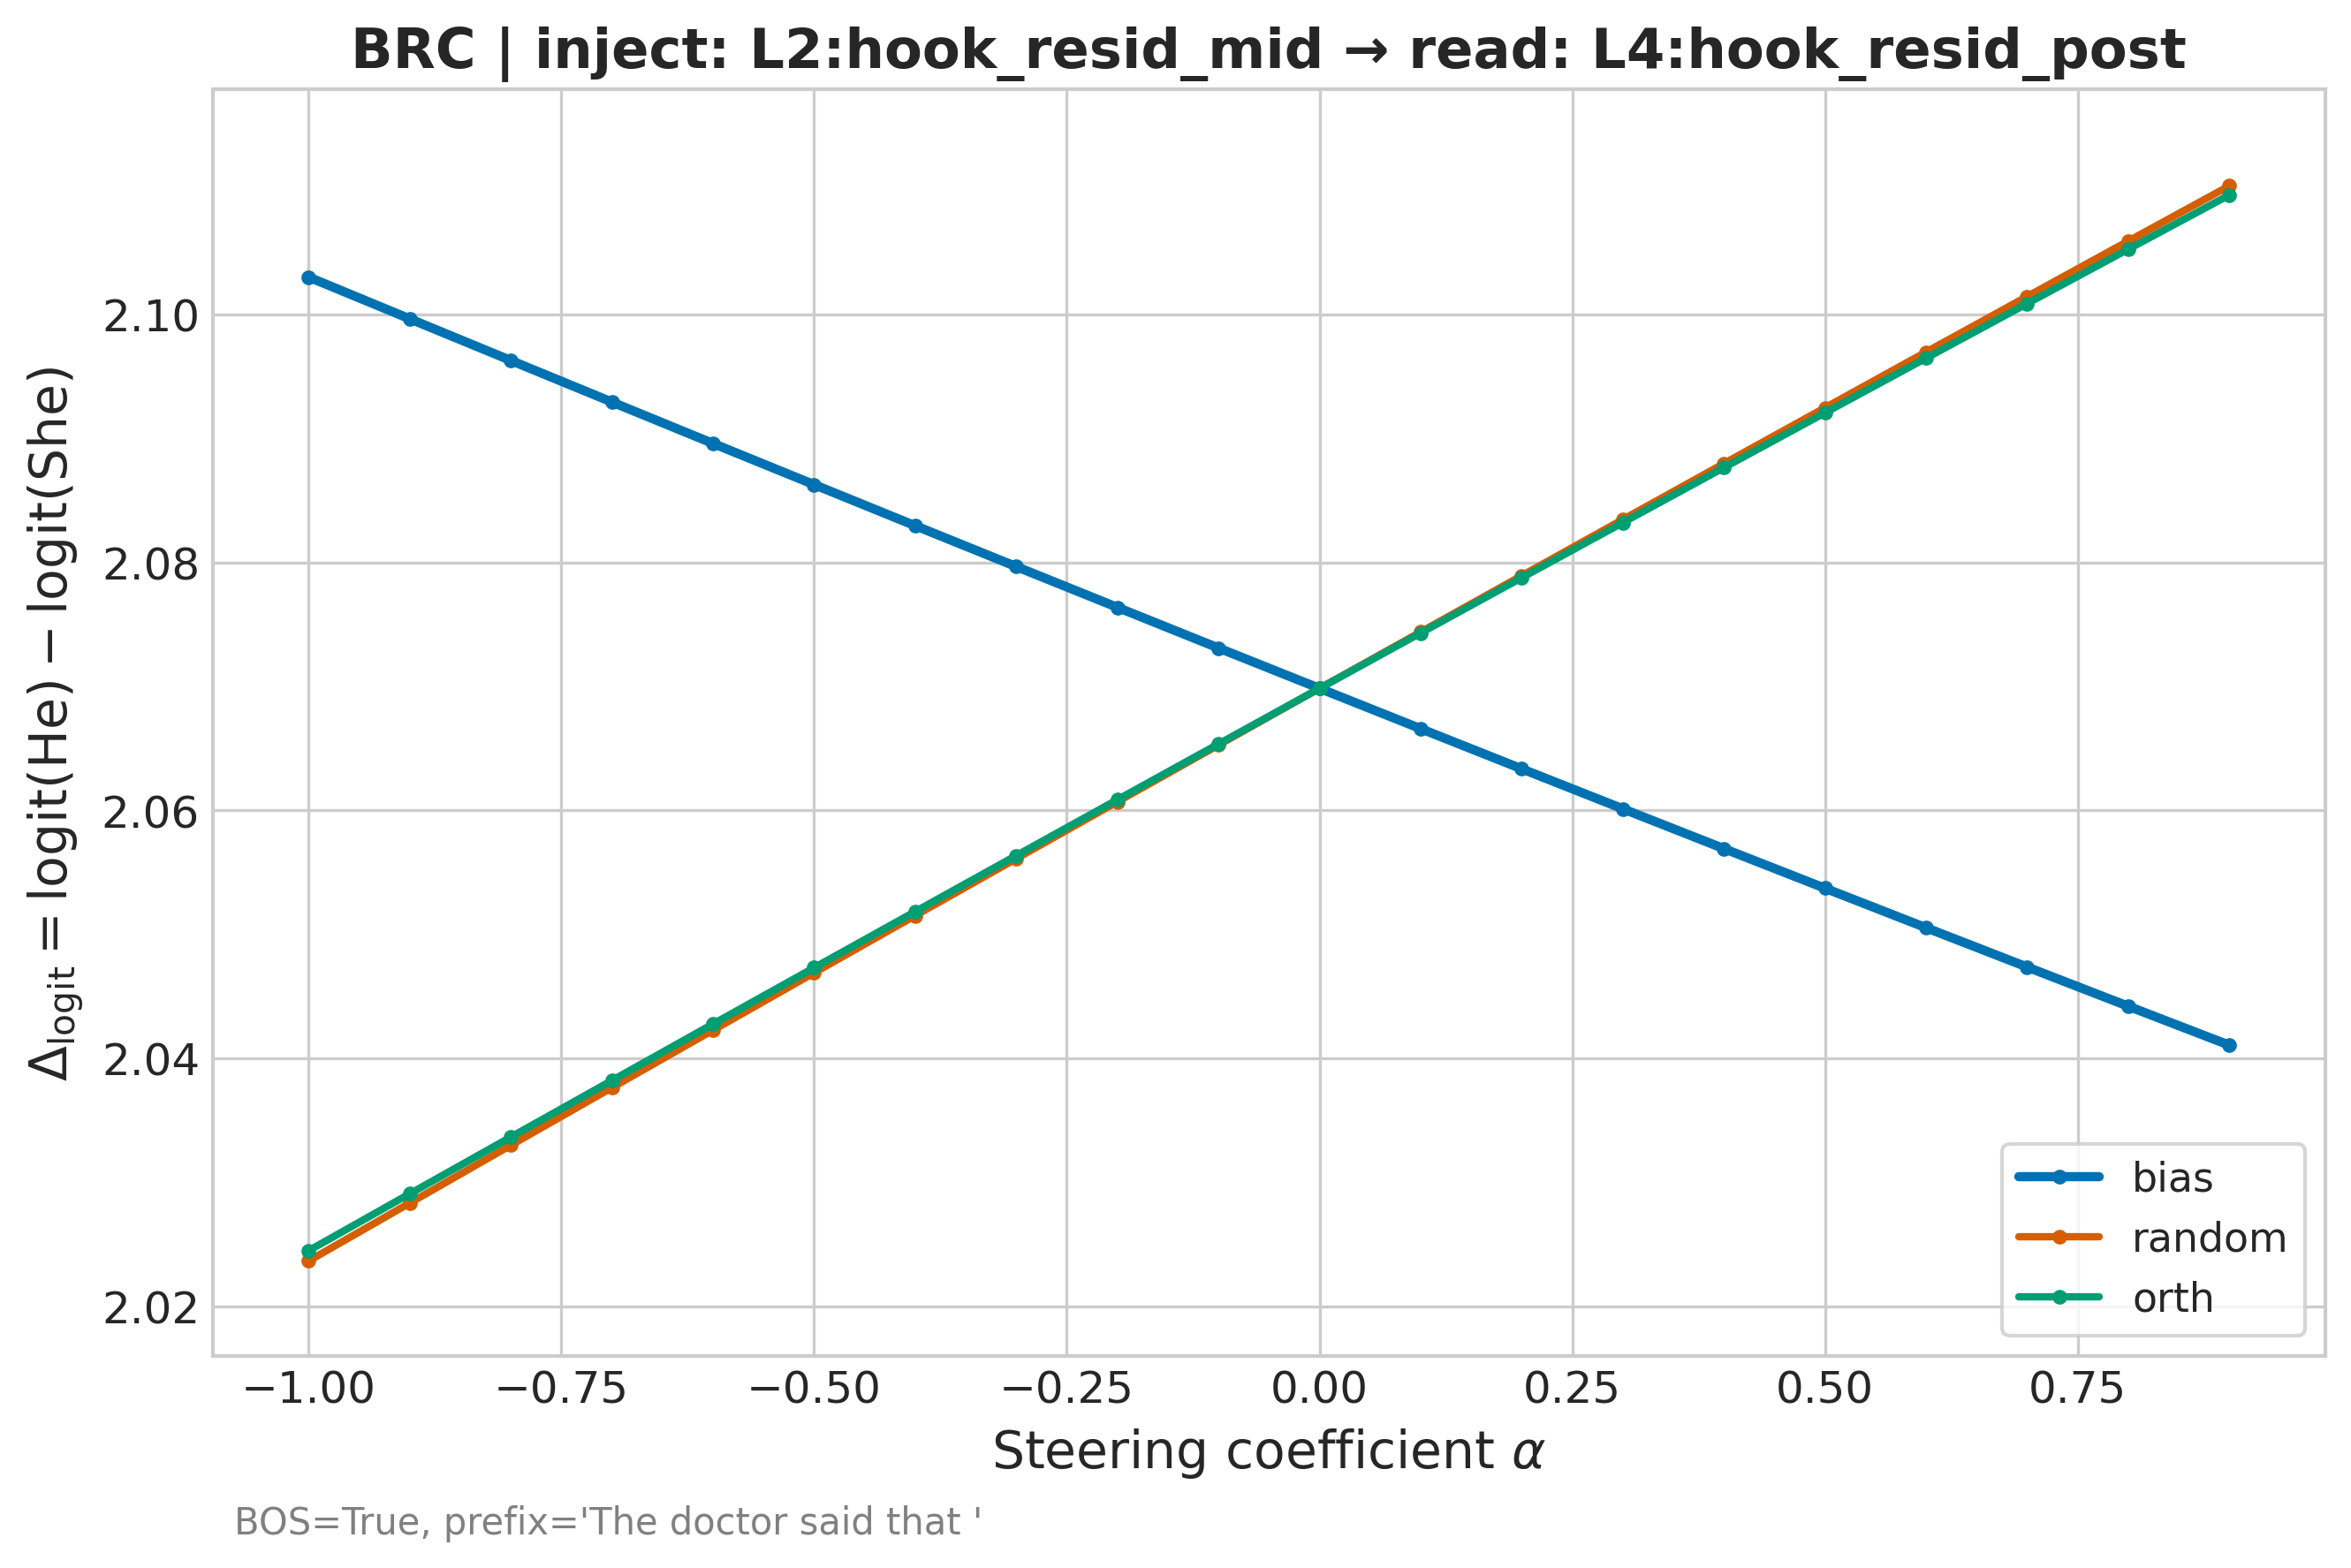 BRC | inject: L2:hook_resid_mid → read: L4:hook_resid_post
Δlogit = logit(He) − logit(She)
2.10
2.08
2.06
2.04
2.02
bias
random
orth
−1.00 −0.75 −0.50 −0.25 0.00 0.25 0.50 0.75
Steering coefficient α
BOS=True, prefix='The doctor said that '